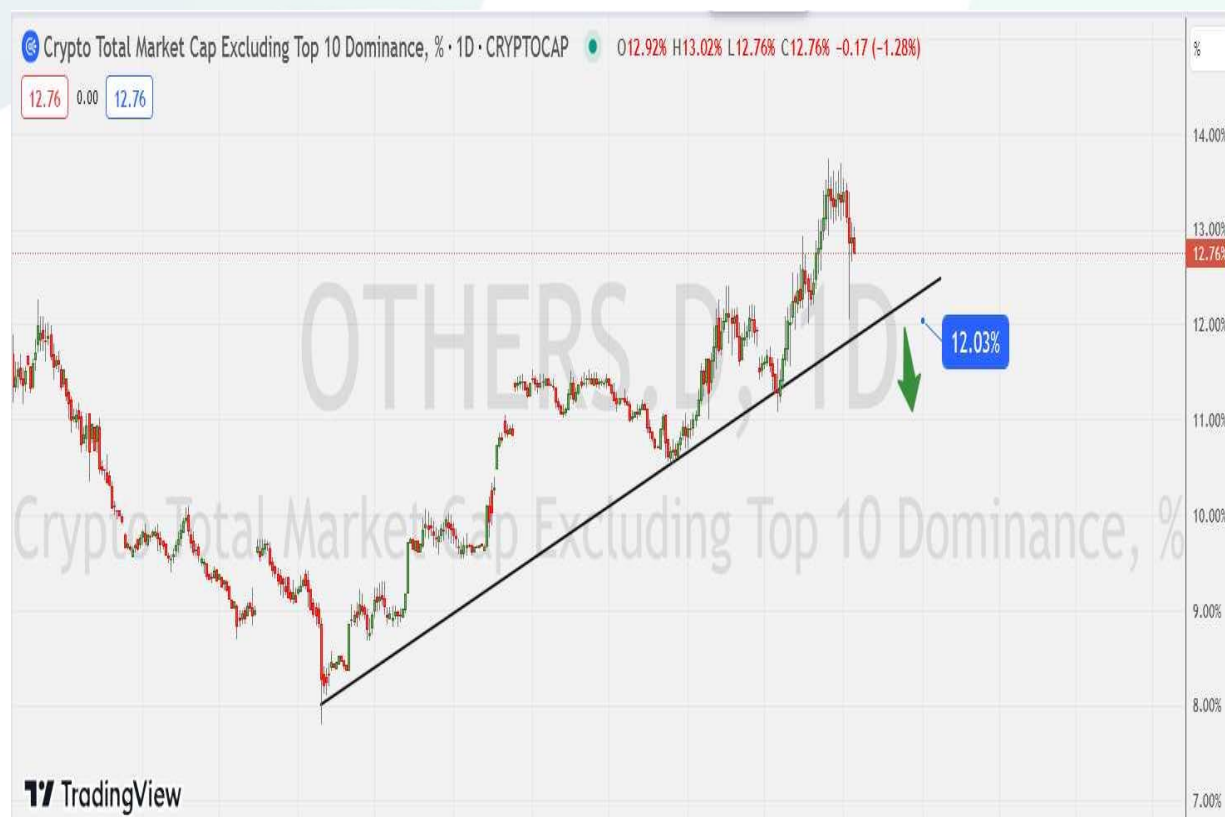 Crypto Total Market Cap Excluding Top 10 Dominance, % · 1D · CRYPTOCAP O12.92% H13.02% L12.76% C12.76% −0.17 (−1.28%)
%
12.76 0.00 12.76
14.00%
13.00%
12.76%
12.00%
12.03%
11.00%
10.00%
9.00%
8.00%
7.00%
OTHERS.D, 1D
Crypto Total Market Cap Excluding Top 10 Dominance, %
TradingView